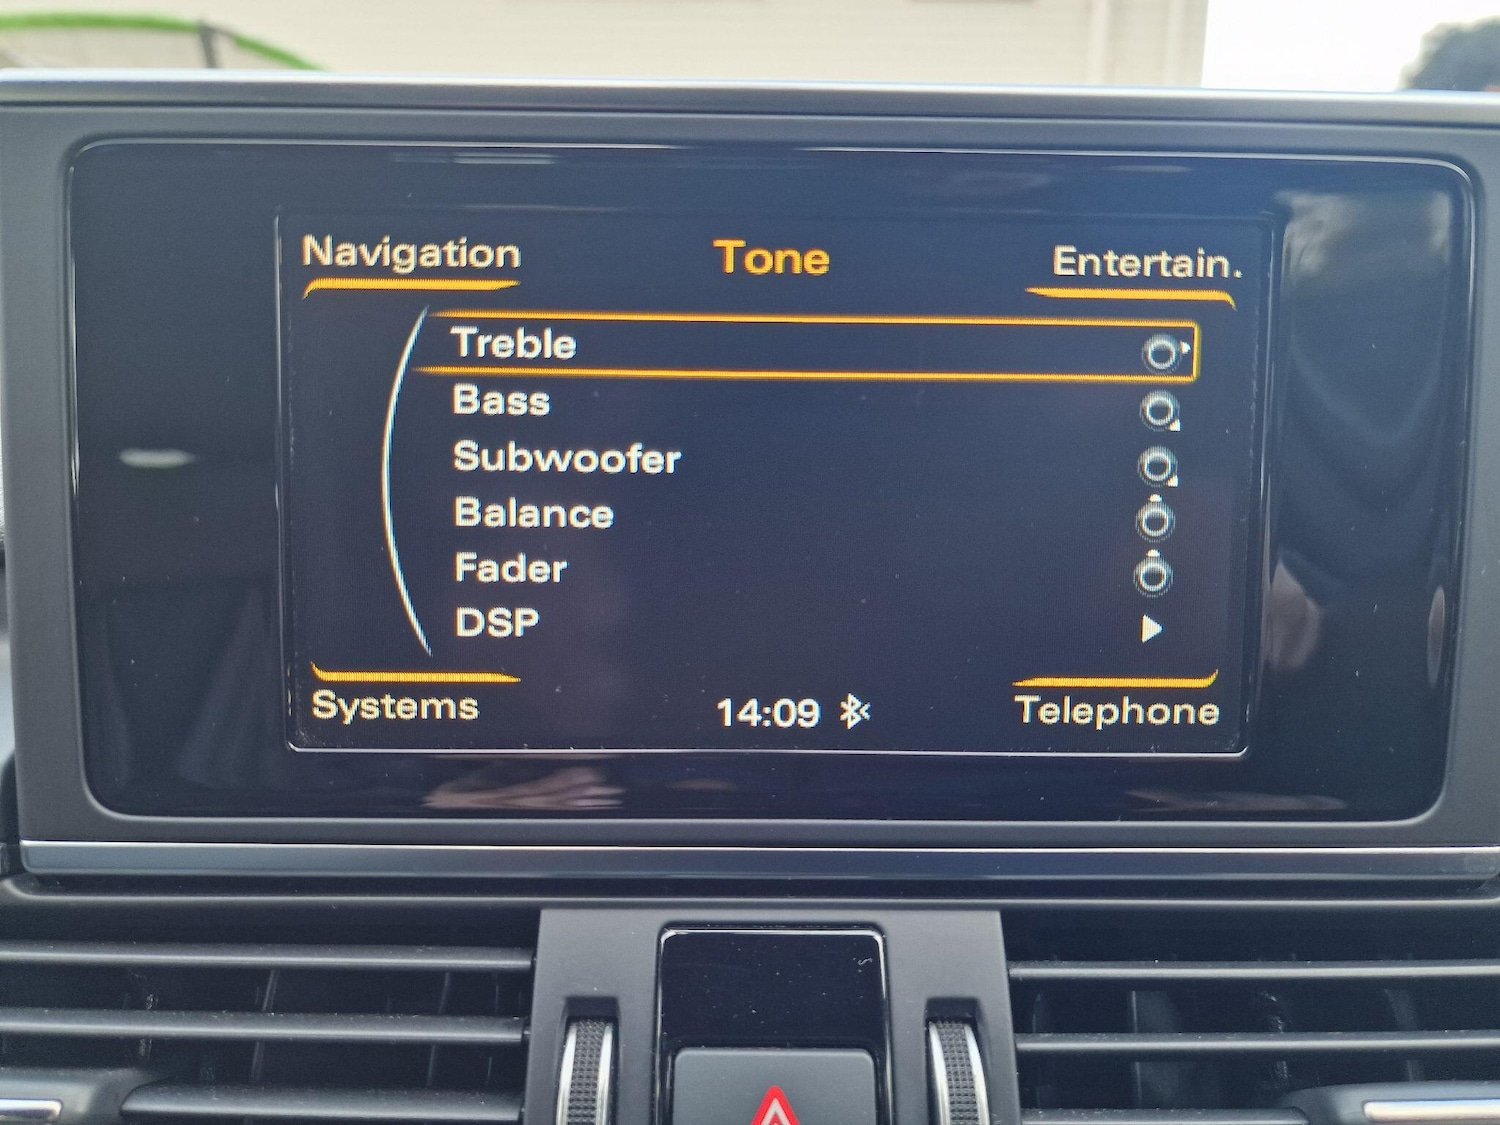 Navigation Tone Entertain.
Treble
Bass
Subwoofer
Balance
Fader
DSP
Systems 14:09 Telephone